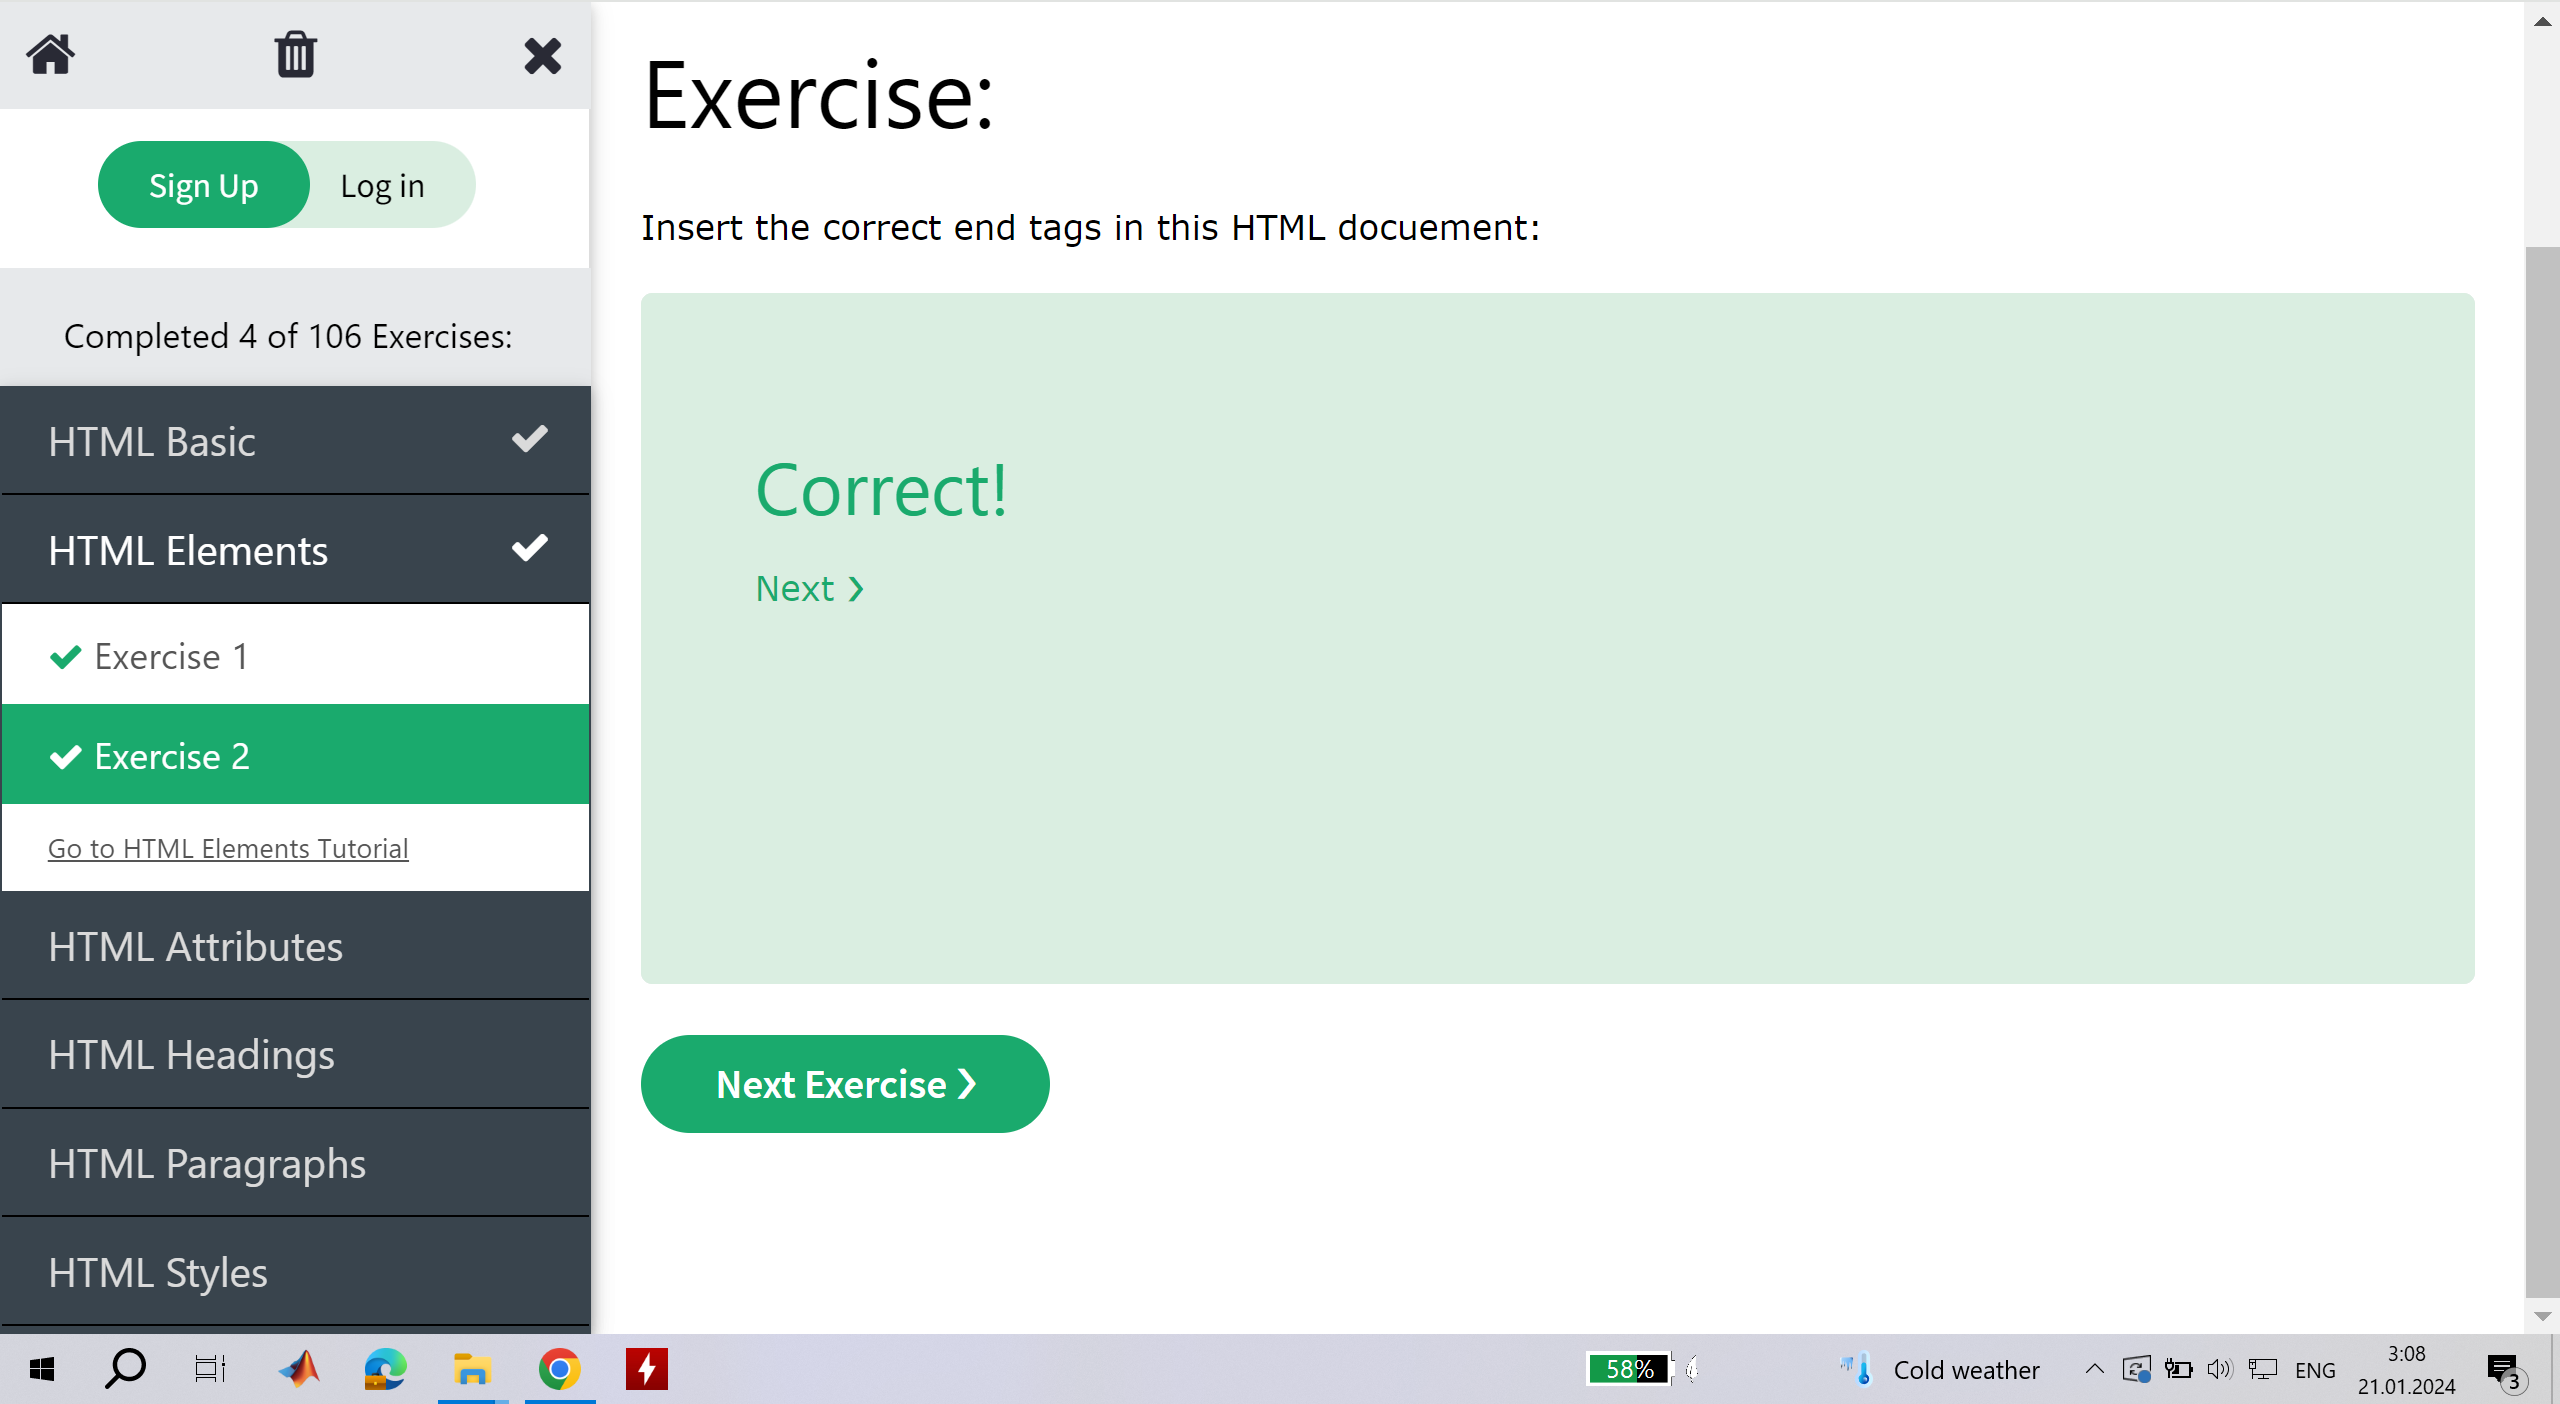 Sign Up
Log in
Completed 4 of 106 Exercises:
HTML Basic
HTML Elements
Exercise 1
Exercise 2
Go to HTML Elements Tutorial
HTML Attributes
HTML Headings
HTML Paragraphs
HTML Styles
Exercise:
Insert the correct end tags in this HTML docuement:
Correct!
Next ❯
Next Exercise ❯
58%
Cold weather
ENG
3:08
21.01.2024
3